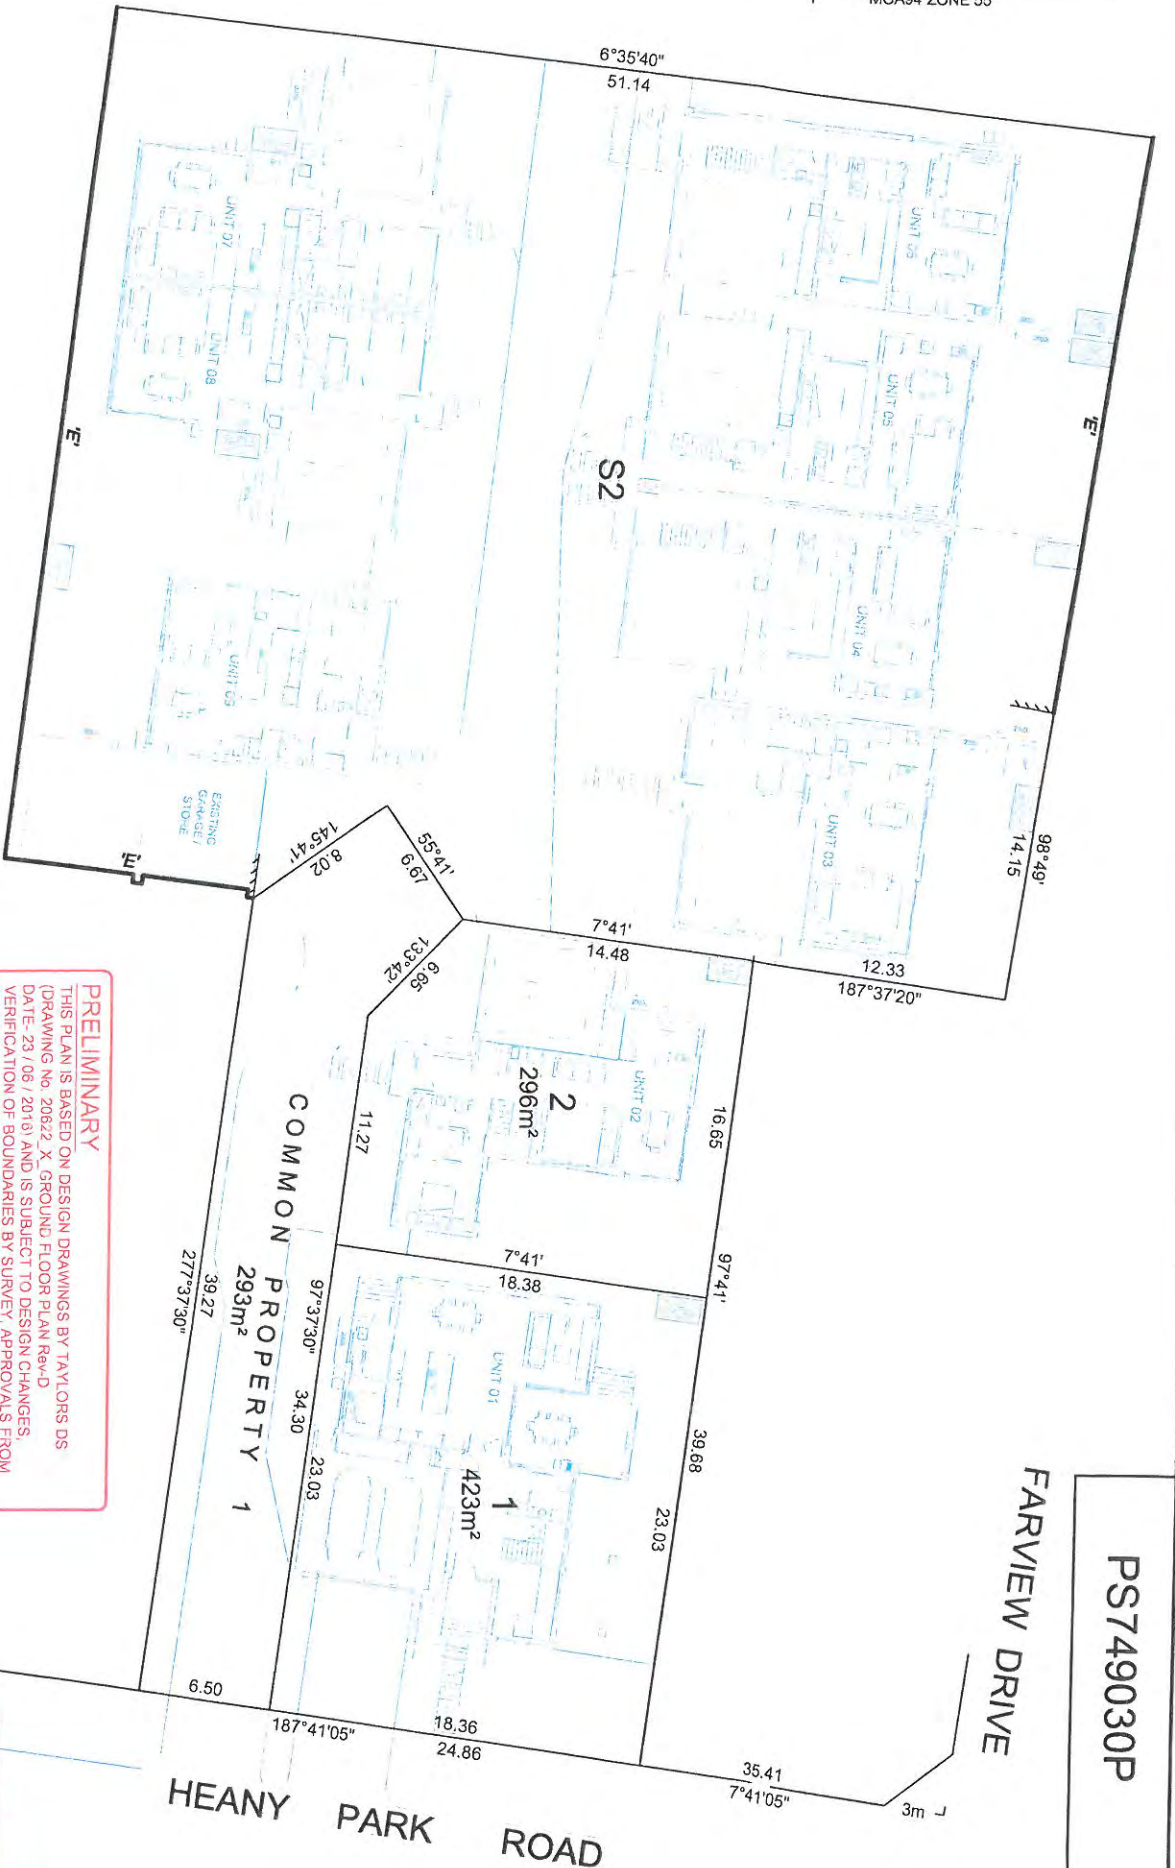 MGA94 ZONE 55
PS749030P
FARVIEW DRIVE
HEANY PARK ROAD
6°35'40"
51.14
'E'
98°49'
14.15
12.33
187°37'20"
S2
UNIT 05
UNIT 04
UNIT 03
UNIT 07
UNIT 08
UNIT 09
EXISTING
GARAGE /
STORE
'E'
'E'
145°41'
8.02
55°41'
6.67
133°42'
6.65
7°41'
14.48
UNIT 02
2
296m²
16.65
97°41'
39.68
23.03
11.27
7°41'
18.38
UNIT 01
1
423m²
97°37'30"
34.30
23.03
COMMON PROPERTY 1
293m²
39.27
277°37'30"
6.50
187°41'05"
18.36
24.86
35.41
7°41'05"
3m
PRELIMINARY
THIS PLAN IS BASED ON DESIGN DRAWINGS BY TAYLORS DS
(DRAWING No. 20622_X_GROUND FLOOR PLAN Rev-D
DATE- 23 / 06 / 2016) AND IS SUBJECT TO DESIGN CHANGES,
VERIFICATION OF BOUNDARIES BY SURVEY, APPROVALS FROM